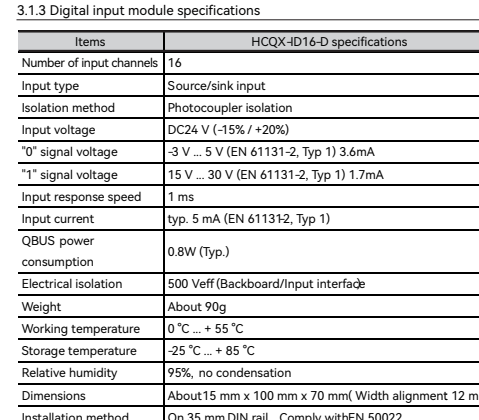 3.1.3 Digital input module specifications
Items HCQX-ID16-D specifications
Number of input channels 16
Input type Source/sink input
Isolation method Photocoupler isolation
Input voltage DC24 V (-15% / +20%)
"0" signal voltage -3 V ... 5 V (EN 61131-2, Typ 1) 3.6mA
"1" signal voltage 15 V ... 30 V (EN 61131-2, Typ 1) 1.7mA
Input response speed 1 ms
Input current typ. 5 mA (EN 61131-2, Typ 1)
QBUS power
consumption 0.8W (Typ.)
Electrical isolation 500 Veff (Backboard/Input interface)
Weight About 90g
Working temperature 0 °C ... + 55 °C
Storage temperature -25 °C ... + 85 °C
Relative humidity 95%, no condensation
Dimensions About15 mm x 100 mm x 70 mm( Width alignment 12 m
Installation method On 35 mm DIN rail, Comply withEN 50022